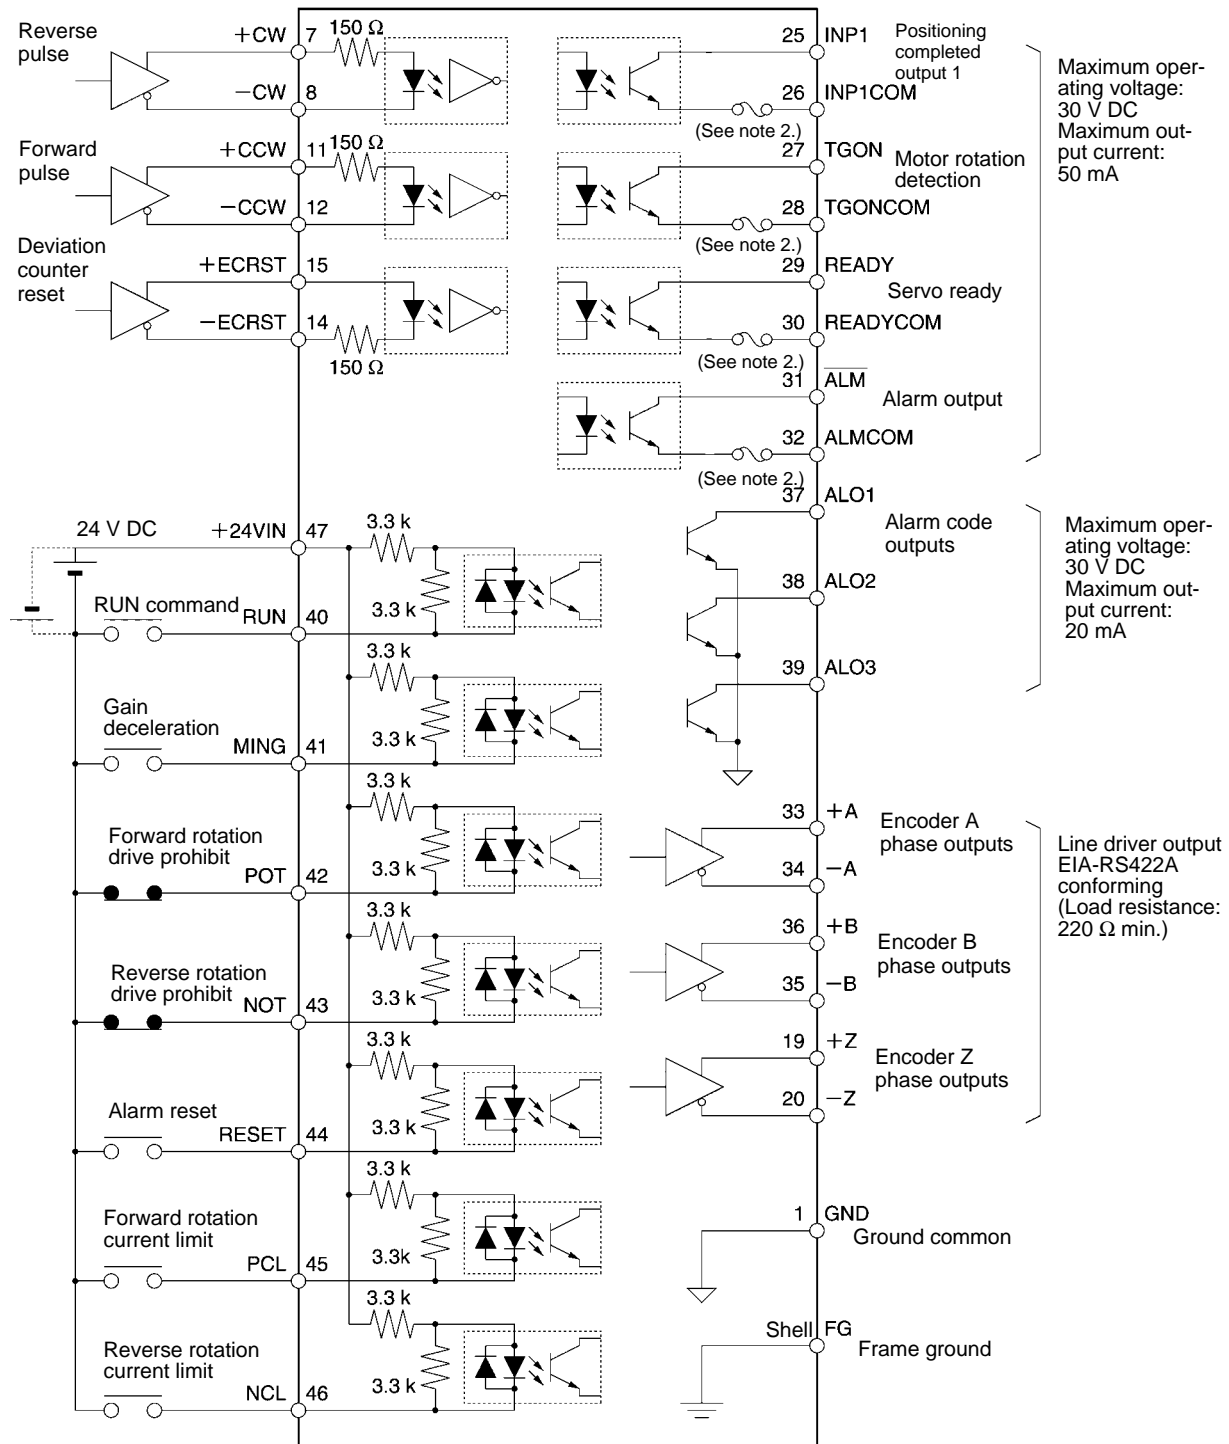 Reverse
pulse
+CW 7 150 Ω
−CW 8
Forward
pulse
+CCW 11 150 Ω
−CCW 12
Deviation
counter
reset
+ECRST 15
−ECRST 14
150 Ω
24 V DC
+24VIN 47
3.3 k
3.3 k
RUN command
RUN 40
3.3 k
3.3 k
Gain
deceleration
MING 41
3.3 k
3.3 k
Forward rotation
drive prohibit
POT 42
3.3 k
3.3 k
Reverse rotation
drive prohibit
NOT 43
3.3 k
3.3 k
Alarm reset
RESET 44
3.3 k
3.3k
Forward rotation
current limit
PCL 45
3.3 k
3.3 k
Reverse rotation
current limit
NCL 46
25 INP1
Positioning
completed
output 1
26 INP1COM
(See note 2.)
27 TGON
Motor rotation
detection
28 TGONCOM
(See note 2.)
29 READY
Servo ready
30 READYCOM
(See note 2.)
31 ALM
Alarm output
32 ALMCOM
(See note 2.)
Maximum oper-
ating voltage:
30 V DC
Maximum out-
put current:
50 mA
37 ALO1
Alarm code
outputs
38 ALO2
39 ALO3
Maximum oper-
ating voltage:
30 V DC
Maximum out-
put current:
20 mA
33 +A
Encoder A
phase outputs
34 −A
36 +B
Encoder B
phase outputs
35 −B
19 +Z
Encoder Z
phase outputs
20 −Z
Line driver output
EIA-RS422A
conforming
(Load resistance:
220 Ω min.)
1 GND
Ground common
Shell FG
Frame ground